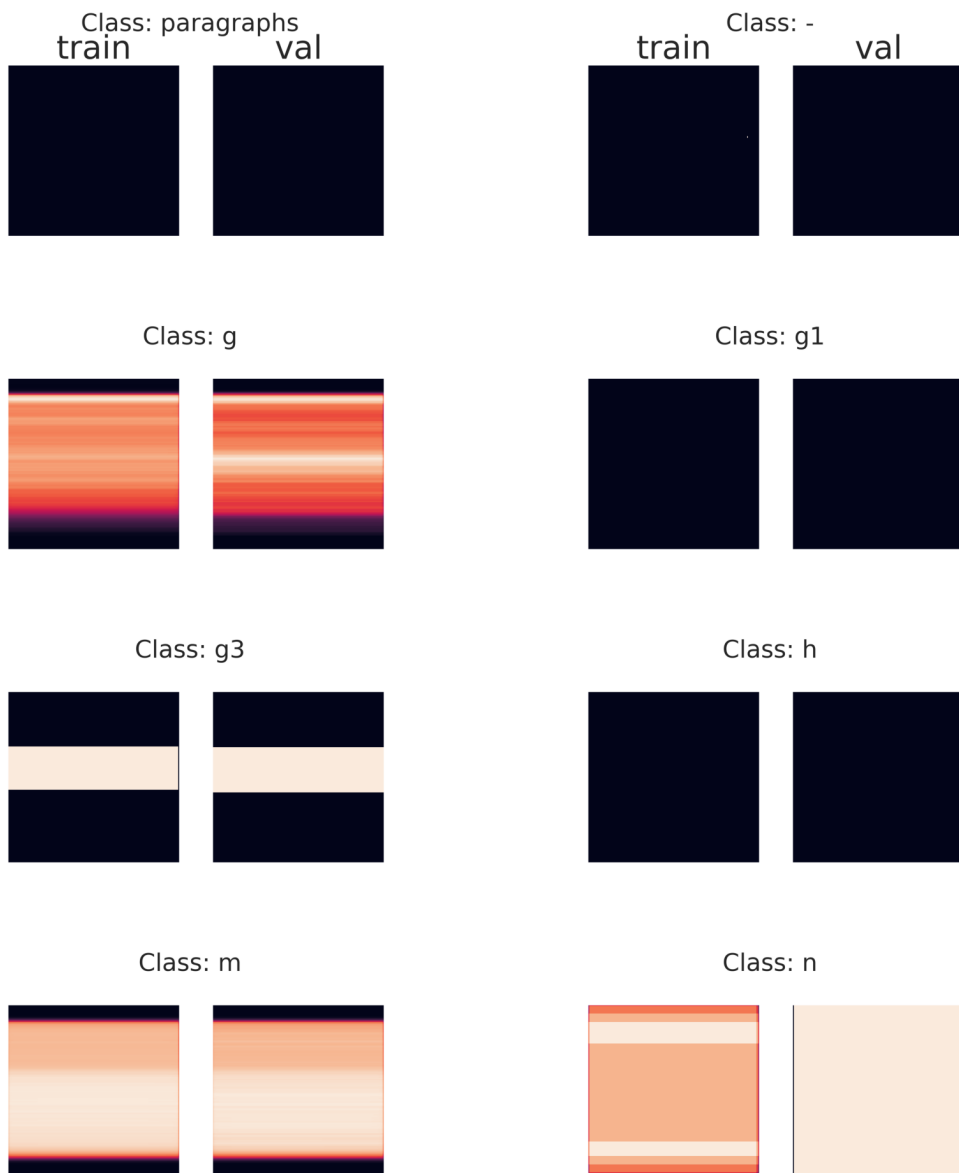 Class: paragraphs
train val
Class: -
train val
Class: g
Class: g1
Class: g3
Class: h
Class: m
Class: n